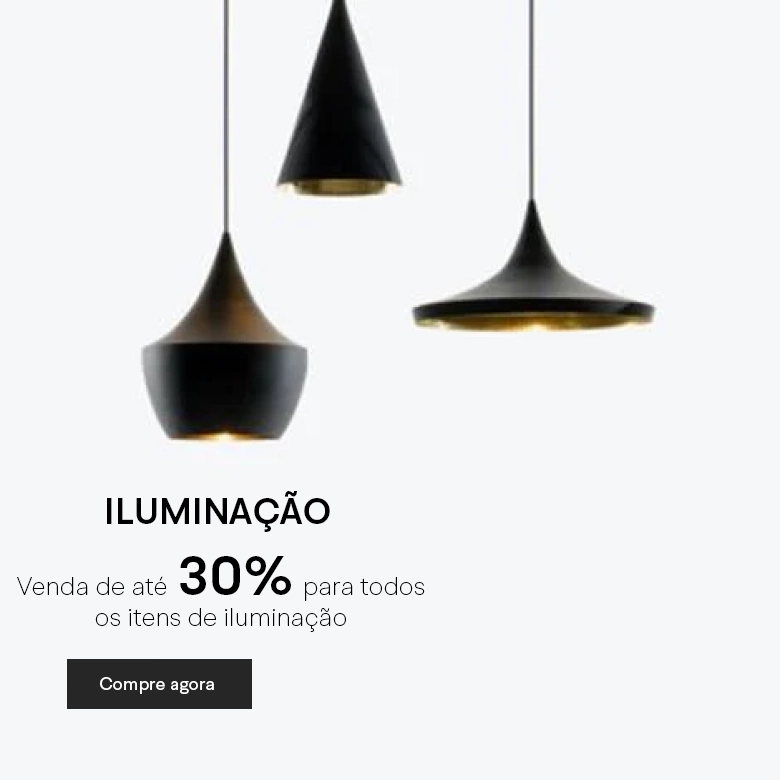 ILUMINAÇÃO
Venda de até 30% para todos
os itens de iluminação
Compre agora